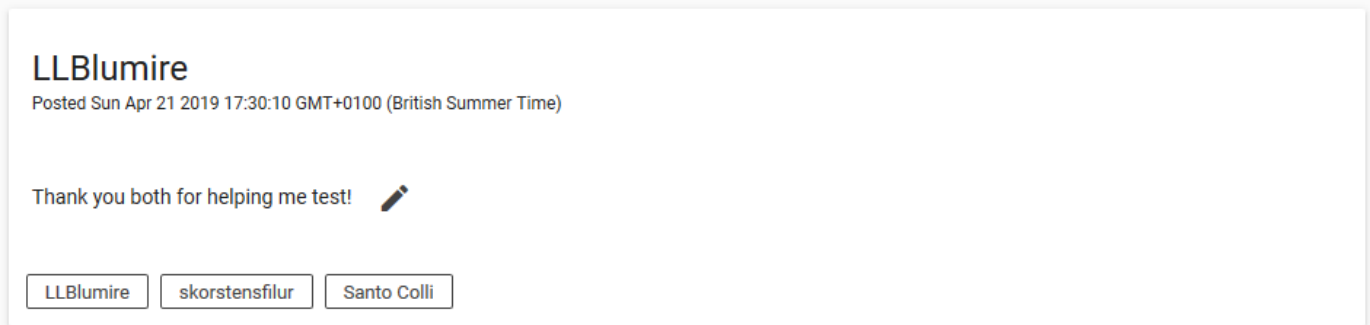 LLBlumire
Posted Sun Apr 21 2019 17:30:10 GMT+0100 (British Summer Time)
Thank you both for helping me test!
LLBlumire skorstensfilur Santo Colli